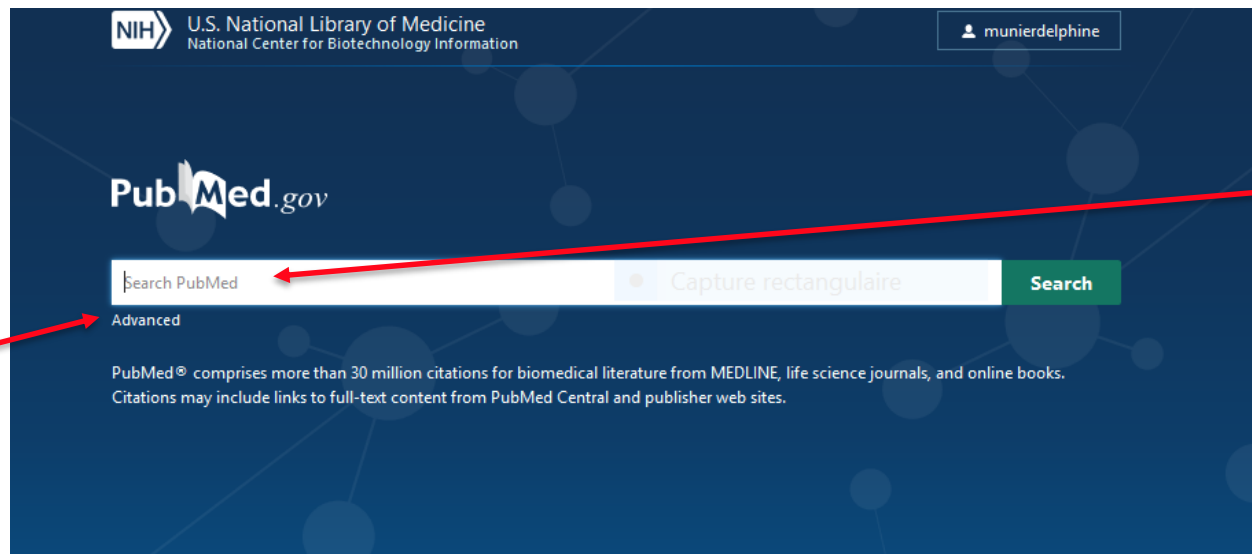 NIH
U.S. National Library of Medicine
National Center for Biotechnology Information
munierdelphine
PubMed.gov
Search PubMed
Capture rectangulaire
Search
Advanced
PubMed® comprises more than 30 million citations for biomedical literature from MEDLINE, life science journals, and online books.
Citations may include links to full-text content from PubMed Central and publisher web sites.